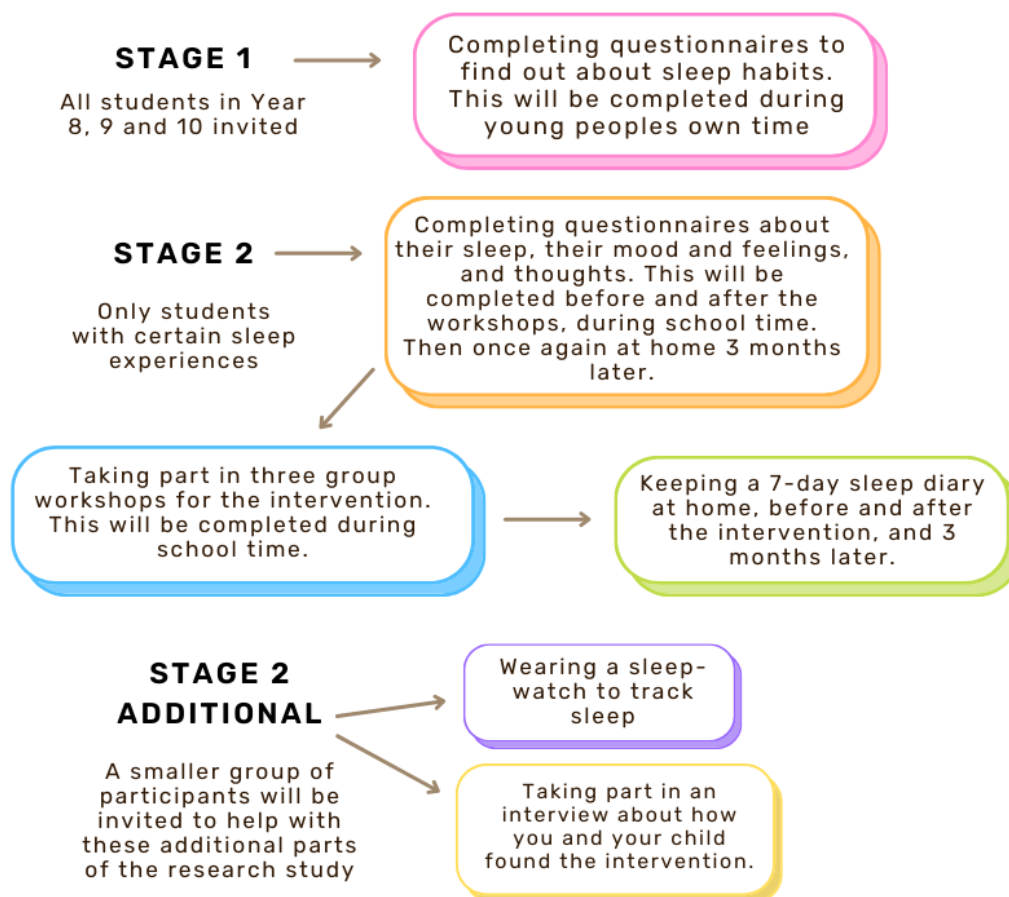 STAGE 1
All students in Year
8, 9 and 10 invited
Completing questionnaires to
find out about sleep habits.
This will be completed during
young peoples own time
STAGE 2
Only students
with certain sleep
experiences
Completing questionnaires about
their sleep, their mood and feelings,
and thoughts. This will be
completed before and after the
workshops, during school time.
Then once again at home 3 months
later.
Taking part in three group
workshops for the intervention.
This will be completed during
school time.
Keeping a 7-day sleep diary
at home, before and after
the intervention, and 3
months later.
STAGE 2
ADDITIONAL
A smaller group of
participants will be
invited to help with
these additional parts
of the research study
Wearing a sleep-
watch to track
sleep
Taking part in an
interview about how
you and your child
found the intervention.